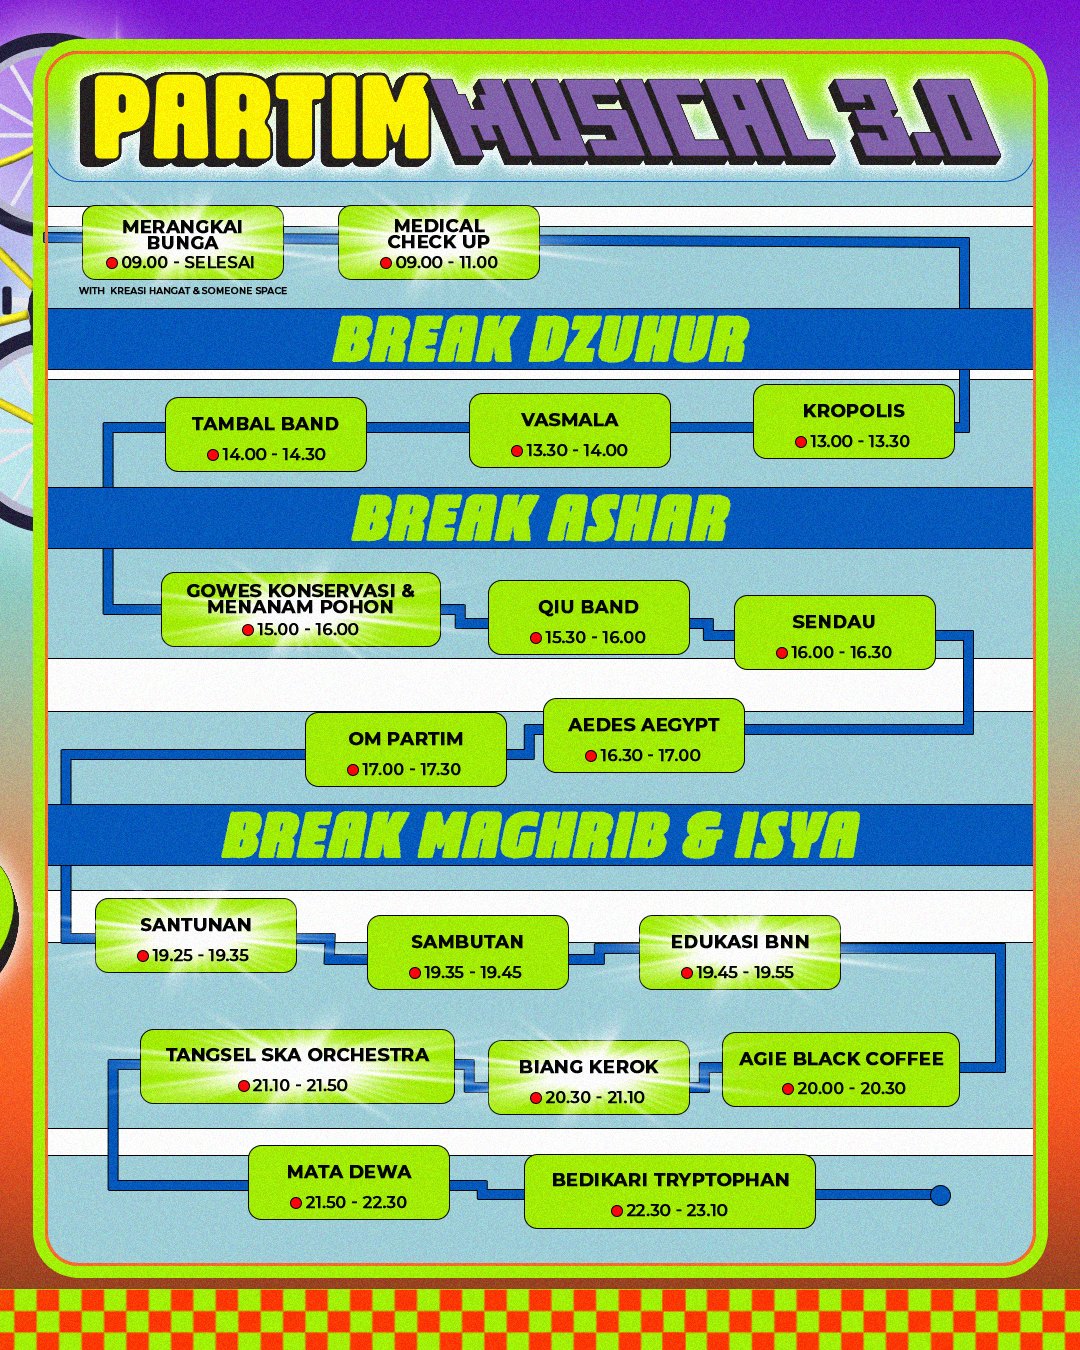 PARTIM MUSICAL 3.0
MERANGKAI
BUNGA
09.00 - SELESAI
WITH KREASI HANGAT & SOMEONE SPACE
MEDICAL
CHECK UP
09.00 - 11.00
BREAK DZUHUR
KROPOLIS
13.00 - 13.30
VASMALA
13.30 - 14.00
TAMBAL BAND
14.00 - 14.30
BREAK ASHAR
GOWES KONSERVASI &
MENANAM POHON
15.00 - 16.00
QIU BAND
15.30 - 16.00
SENDAU
16.00 - 16.30
AEDES AEGYPT
16.30 - 17.00
OM PARTIM
17.00 - 17.30
BREAK MAGHRIB & ISYA
SANTUNAN
19.25 - 19.35
SAMBUTAN
19.35 - 19.45
EDUKASI BNN
19.45 - 19.55
AGIE BLACK COFFEE
20.00 - 20.30
BIANG KEROK
20.30 - 21.10
TANGSEL SKA ORCHESTRA
21.10 - 21.50
MATA DEWA
21.50 - 22.30
BEDIKARI TRYPTOPHAN
22.30 - 23.10